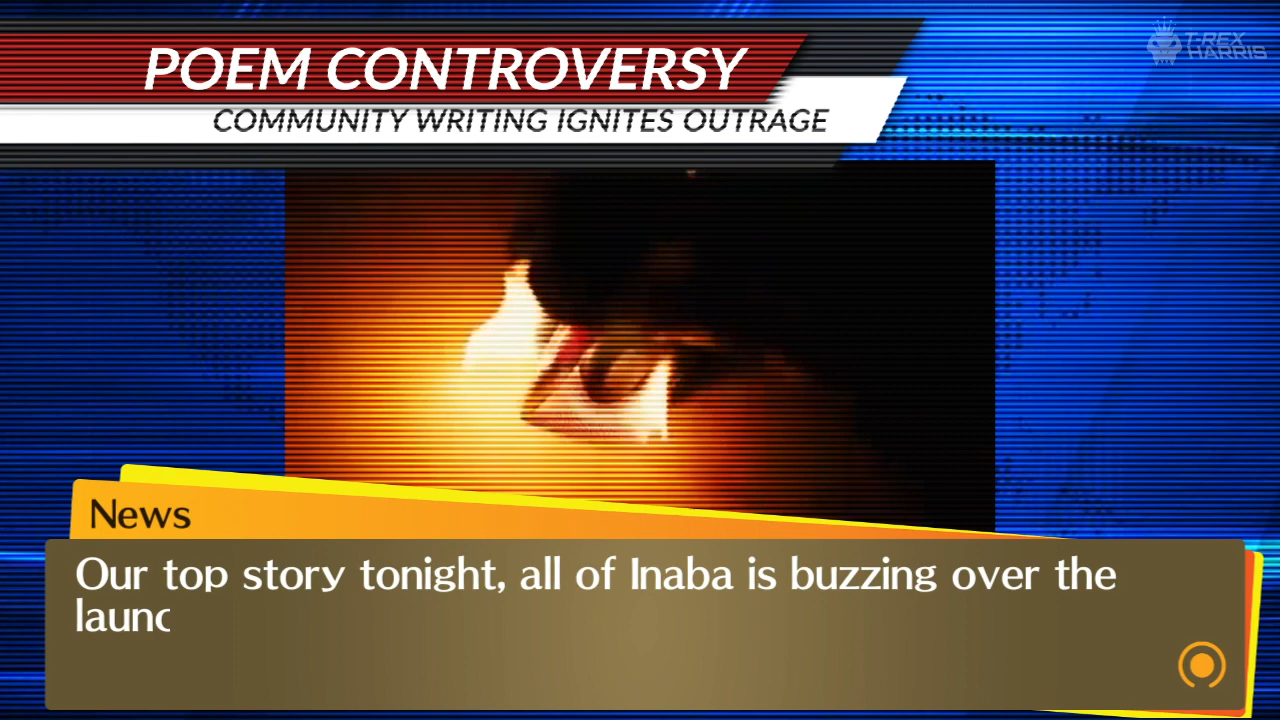 POEM CONTROVERSY
T-REX
HARRIS
COMMUNITY WRITING IGNITES OUTRAGE
News
Our top story tonight, all of Inaba is buzzing over the
launc